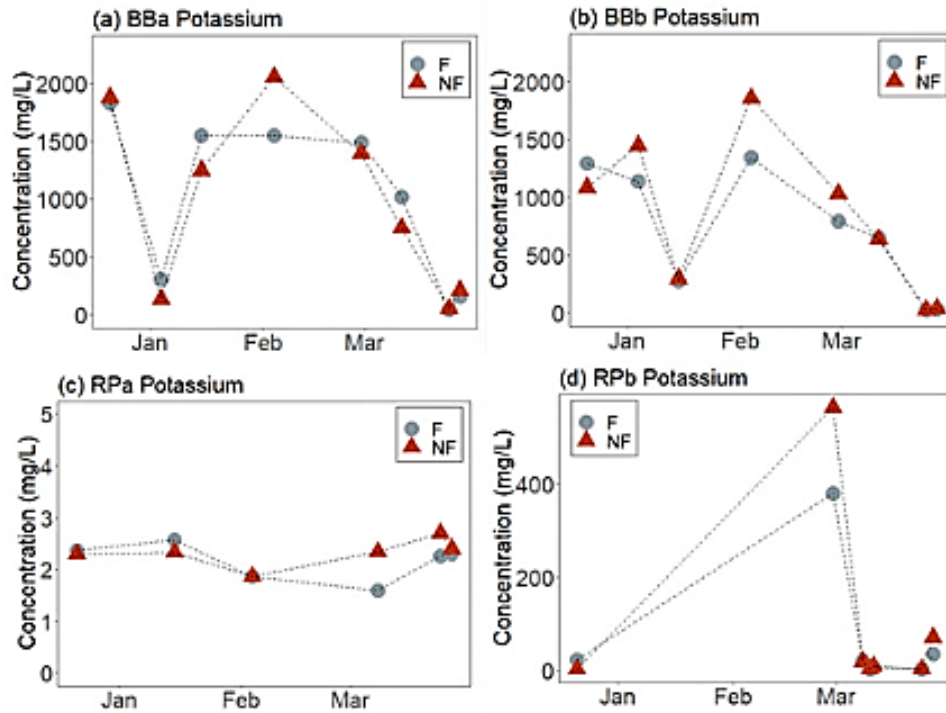 (a) BBa Potassium
Concentration (mg/L)
2000
1500
1000
500
0
F
NF
Jan Feb Mar
(b) BBb Potassium
Concentration (mg/L)
2000
1500
1000
500
0
F
NF
Jan Feb Mar
(c) RPa Potassium
Concentration (mg/L)
5
4
3
2
1
0
F
NF
Jan Feb Mar
(d) RPb Potassium
Concentration (mg/L)
400
200
0
F
NF
Jan Feb Mar